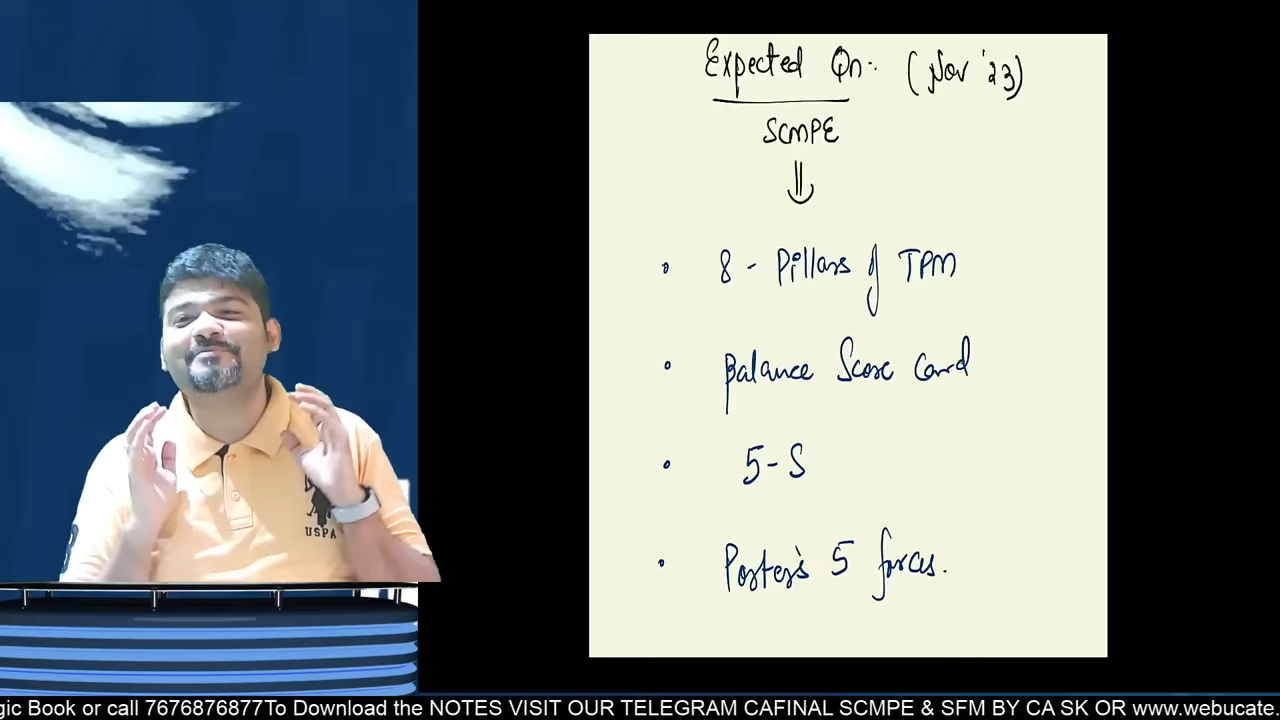 Expected Qn:- (Nov '23)
SCMPE
8 - Pillars of TPM
Balance Score Card
5-S
Porter's 5 forces.
USPA
gic Book or call 7676876877To Download the NOTES VISIT OUR TELEGRAM CAFINAL SCMPE & SFM BY CA SK OR www.webucate.